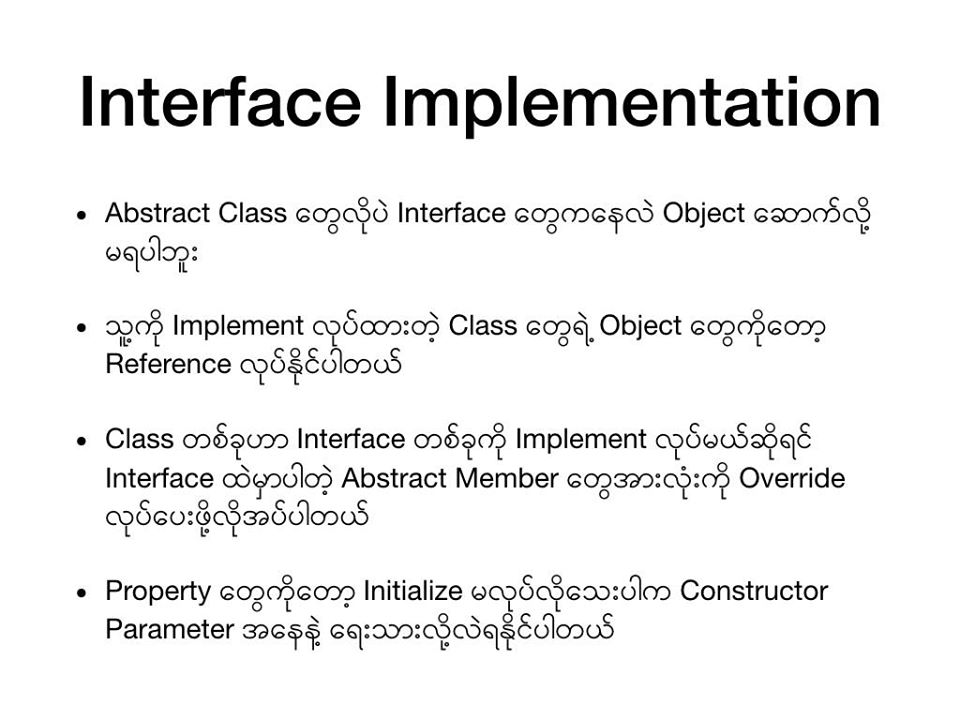 Interface Implementation
• Abstract Class တွေလိုပဲ Interface တွေကနေလဲ Object ဆောက်လို့
မရပါဘူး
• သူ့ကို Implement လုပ်ထားတဲ့ Class တွေရဲ့ Object တွေကိုတော့
Reference လုပ်နိုင်ပါတယ်
• Class တစ်ခုဟာ Interface တစ်ခုကို Implement လုပ်မယ်ဆိုရင်
Interface ထဲမှာပါတဲ့ Abstract Member တွေအားလုံးကို Override
လုပ်ပေးဖို့လိုအပ်ပါတယ်
• Property တွေကိုတော့ Initialize မလုပ်လိုသေးပါက Constructor
Parameter အနေနဲ့ ရေးသားလို့လဲရနိုင်ပါတယ်